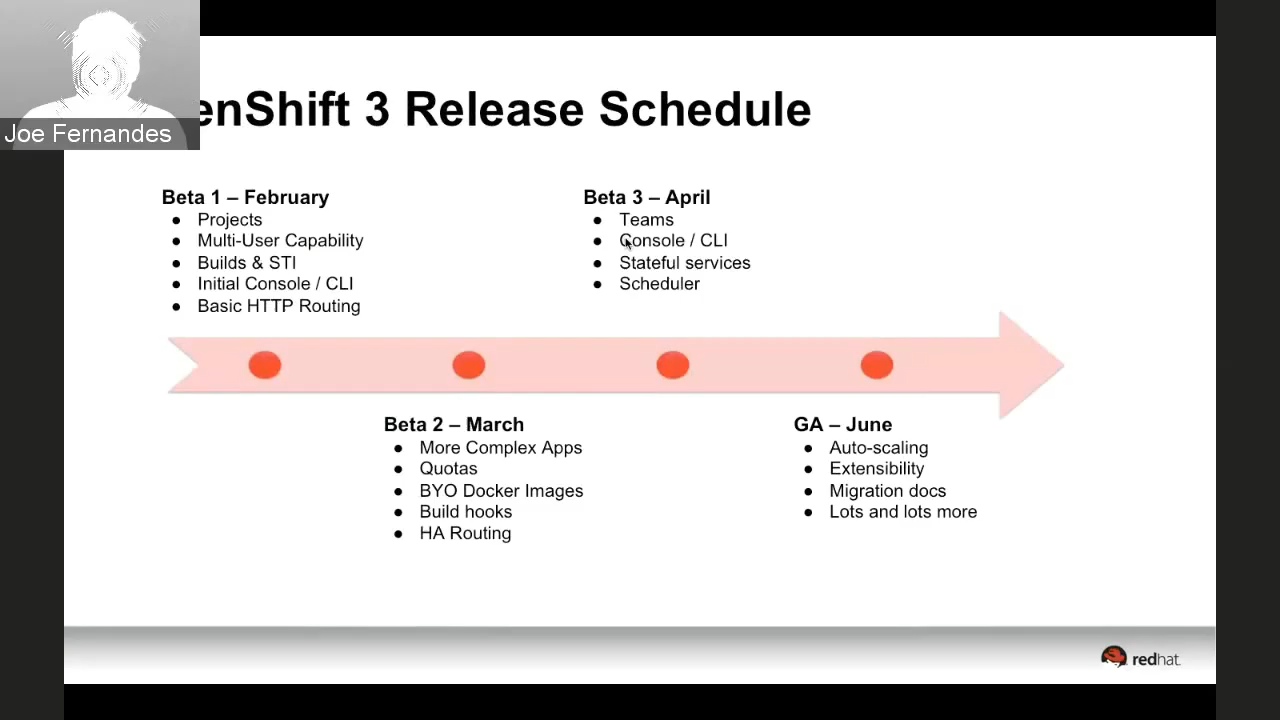 Joe Fernandes
enShift 3 Release Schedule
Beta 1 – February
● Projects
● Multi-User Capability
● Builds & STI
● Initial Console / CLI
● Basic HTTP Routing
Beta 3 – April
● Teams
● Console / CLI
● Stateful services
● Scheduler
Beta 2 – March
● More Complex Apps
● Quotas
● BYO Docker Images
● Build hooks
● HA Routing
GA – June
● Auto-scaling
● Extensibility
● Migration docs
● Lots and lots more
redhat.